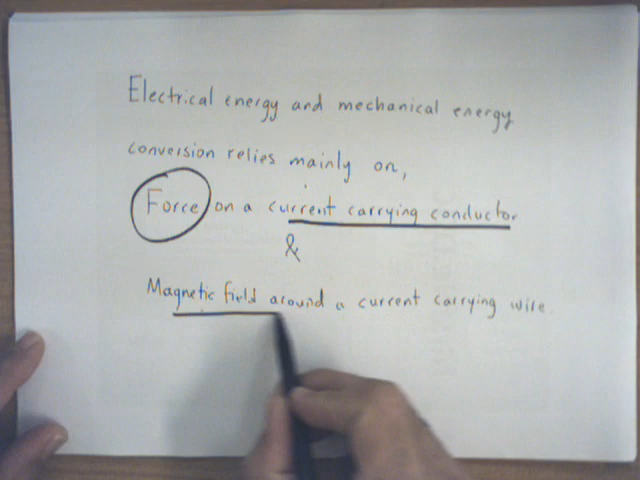 Electrical energy and mechanical energy
conversion relies mainly on,
Force on a current carrying conductor
&
Magnetic field around a current carrying wire.